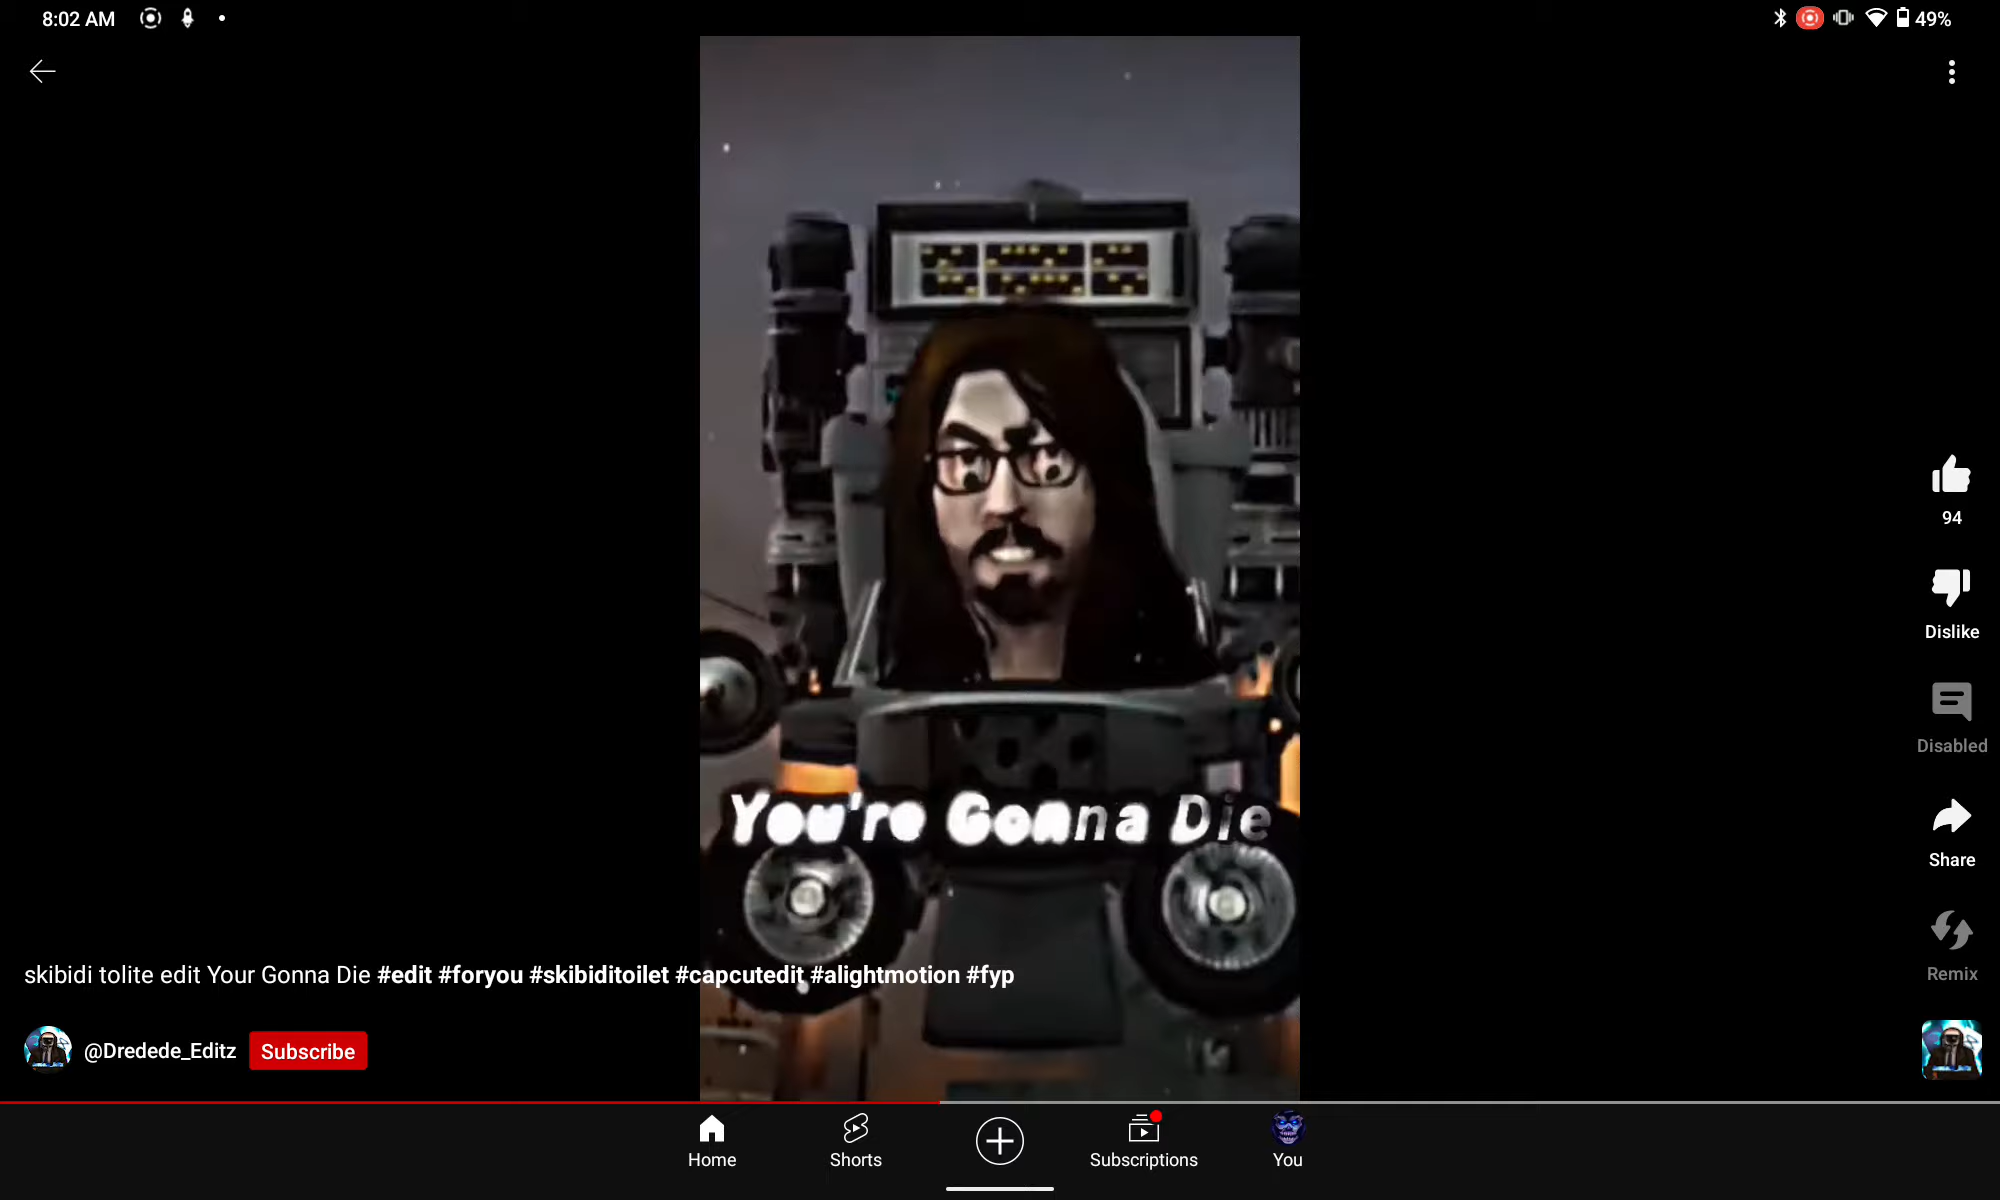 8:02 AM
49%
94
Dislike
Disabled
You're Gonna Die
Share
skibidi tolite edit Your Gonna Die #edit #foryou #skibiditoilet #capcutedit #alightmotion #fyp
Remix
@Dredede_Editz
Subscribe
Home
Shorts
Subscriptions
You